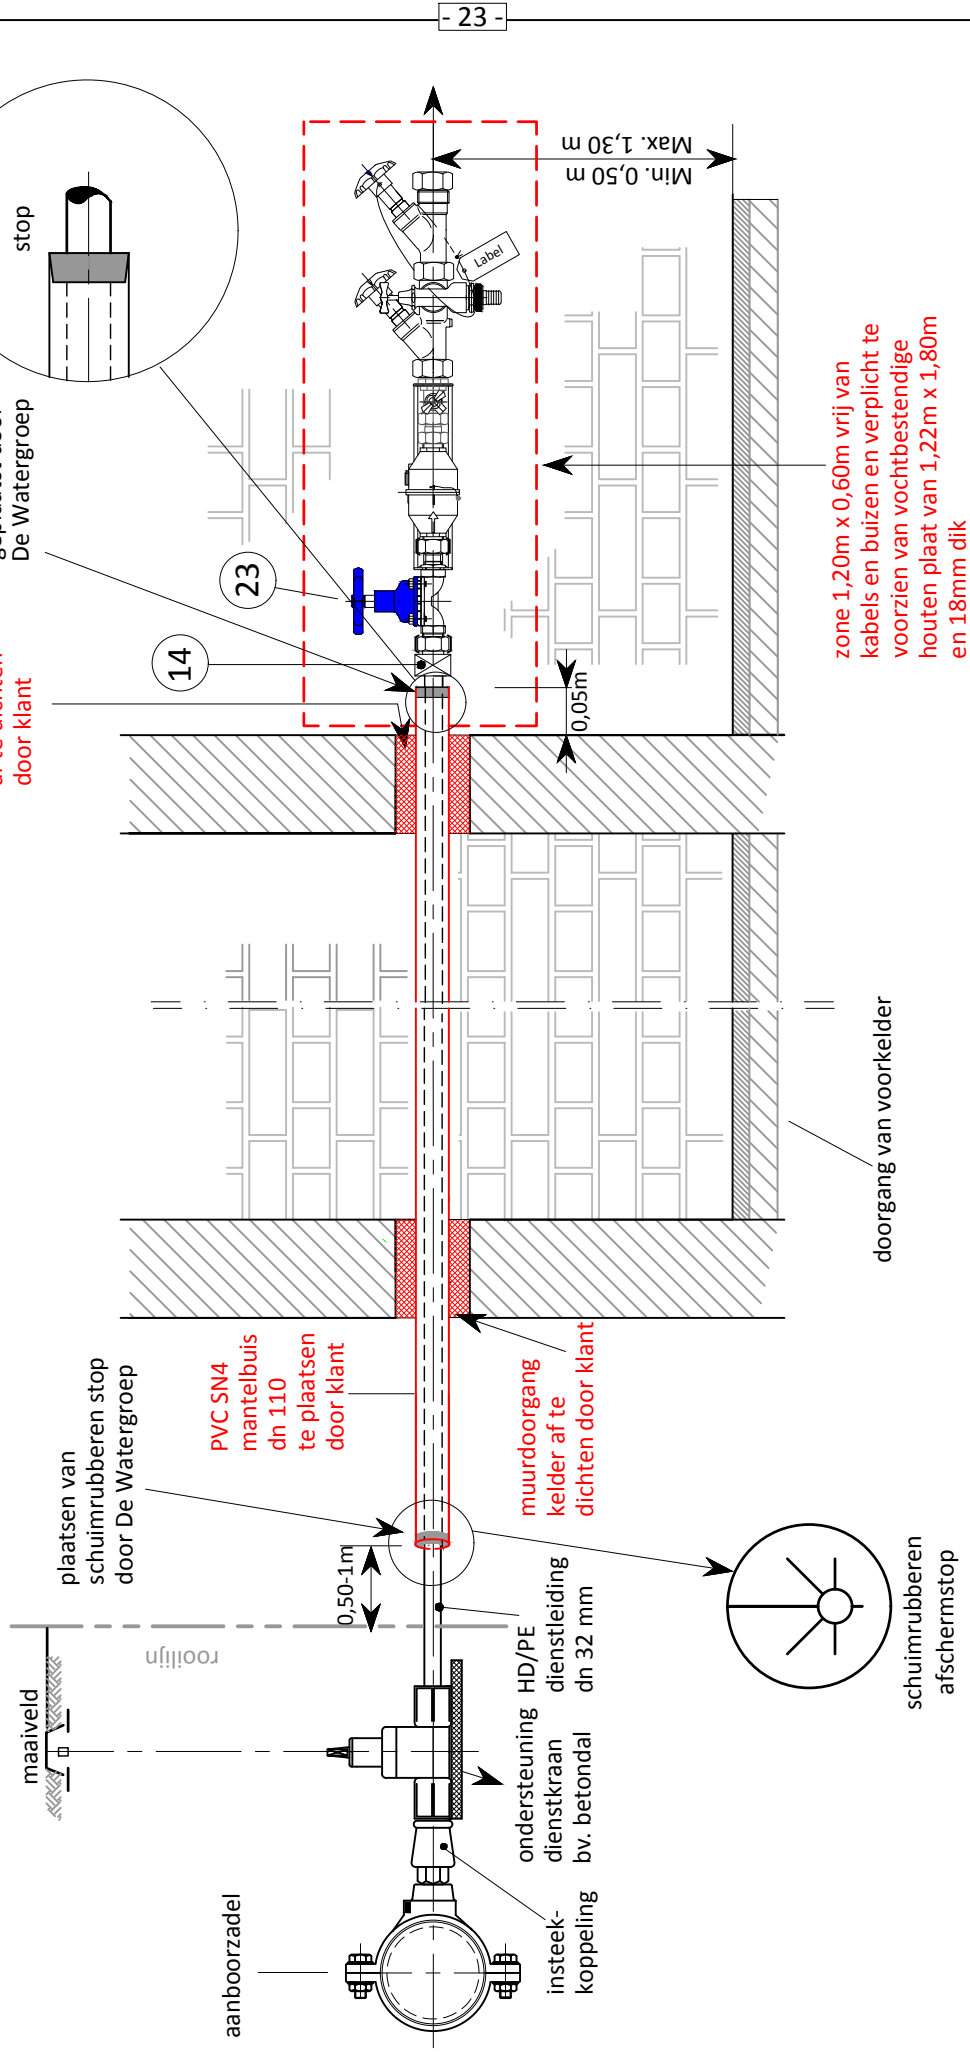 - 23 -
stop
geplaatst door
De Watergroep
door klant
14
23
Label
Min. 0,50 m
Max. 1,30 m
0,05m
zone 1,20m x 0,60m vrij van
kabels en buizen en verplicht te
voorzien van vochtbestendige
houten plaat van 1,22m x 1,80m
en 18mm dik
doorgang van voorkelder
PVC SN4
mantelbuis
dn 110
te plaatsen
door klant
muurdoorgang
kelder af te
dichten door klant
plaatsen van
schuimrubberen stop
door De Watergroep
0,50-1m
rooilijn
maaiveld
HD/PE
dienstleiding
dn 32 mm
ondersteuning
dienstkraan
bv. betondal
insteek-
koppeling
aanboorzadel
schuimrubberen
afschermstop